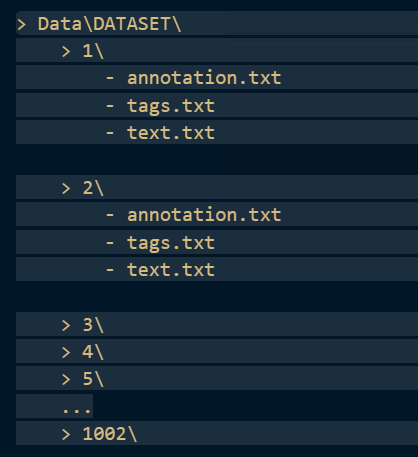 > Data\DATASET\
> 1\
- annotation.txt
- tags.txt
- text.txt
> 2\
- annotation.txt
- tags.txt
- text.txt
> 3\
> 4\
> 5\
...
> 1002\